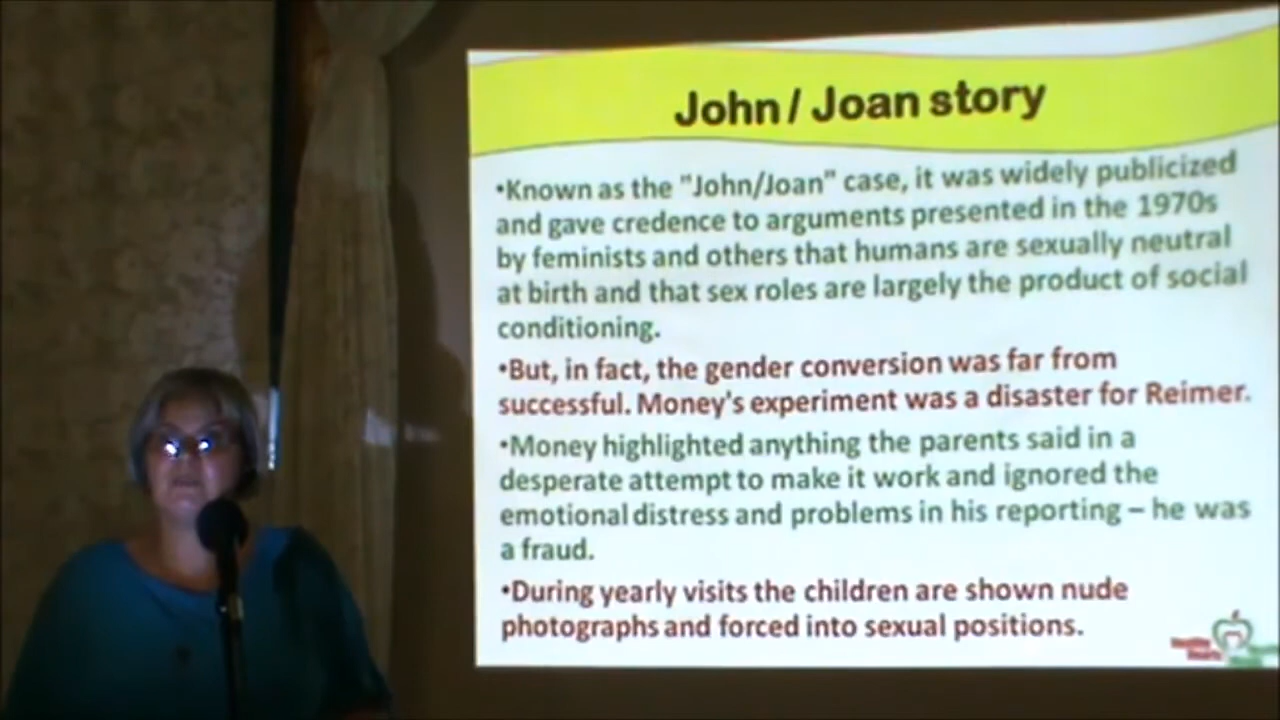 John / Joan story
•Known as the "John/Joan" case, it was widely publicized
and gave credence to arguments presented in the 1970s
by feminists and others that humans are sexually neutral
at birth and that sex roles are largely the product of social
conditioning.
•But, in fact, the gender conversion was far from
successful. Money's experiment was a disaster for Reimer.
•Money highlighted anything the parents said in a
desperate attempt to make it work and ignored the
emotional distress and problems in his reporting – he was
a fraud.
•During yearly visits the children are shown nude
photographs and forced into sexual positions.